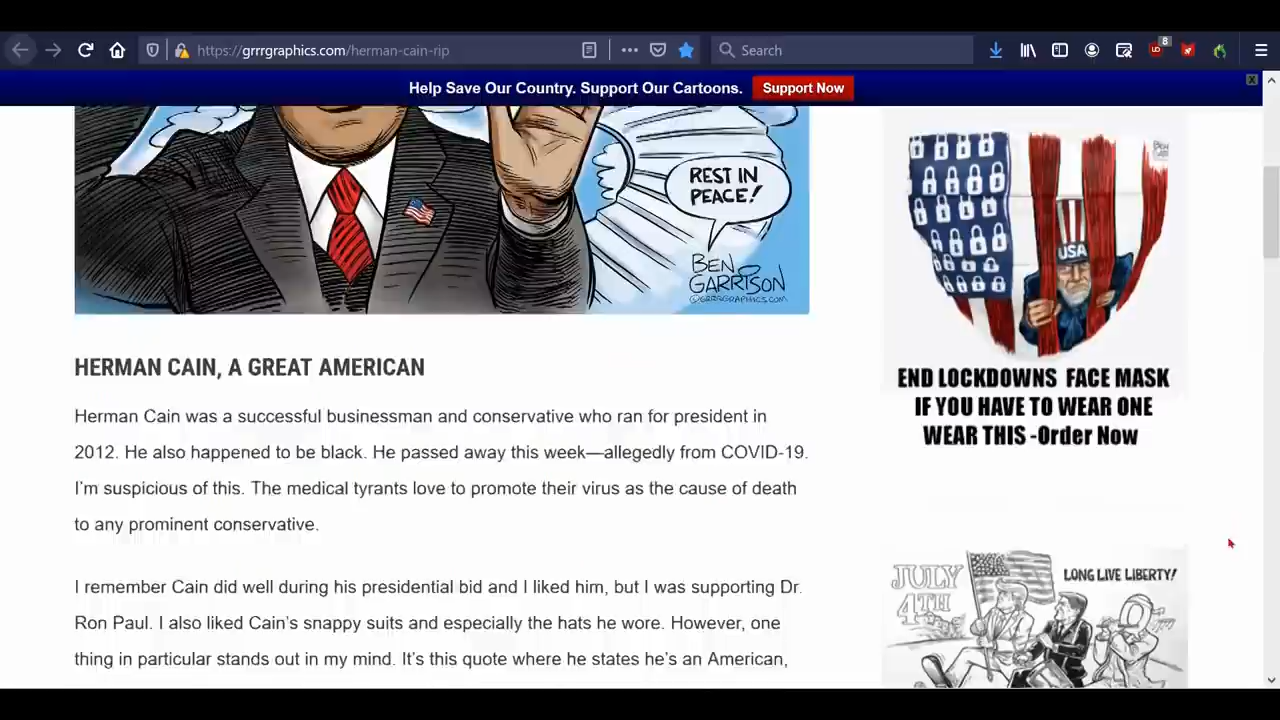 https://grrrgraphics.com/herman-cain-rip
Search
8
Help Save Our Country. Support Our Cartoons.
Support Now
X
REST IN
PEACE!
BEN
GARRISON
©GRRRGRAPHICS.COM
HERMAN CAIN, A GREAT AMERICAN
Herman Cain was a successful businessman and conservative who ran for president in
2012. He also happened to be black. He passed away this week—allegedly from COVID-19.
I'm suspicious of this. The medical tyrants love to promote their virus as the cause of death
to any prominent conservative.
I remember Cain did well during his presidential bid and I liked him, but I was supporting Dr.
Ron Paul. I also liked Cain's snappy suits and especially the hats he wore. However, one
thing in particular stands out in my mind. It's this quote where he states he's an American,
USA
END LOCKDOWNS FACE MASK
IF YOU HAVE TO WEAR ONE
WEAR THIS -Order Now
JULY
4TH
LONG LIVE LIBERTY!